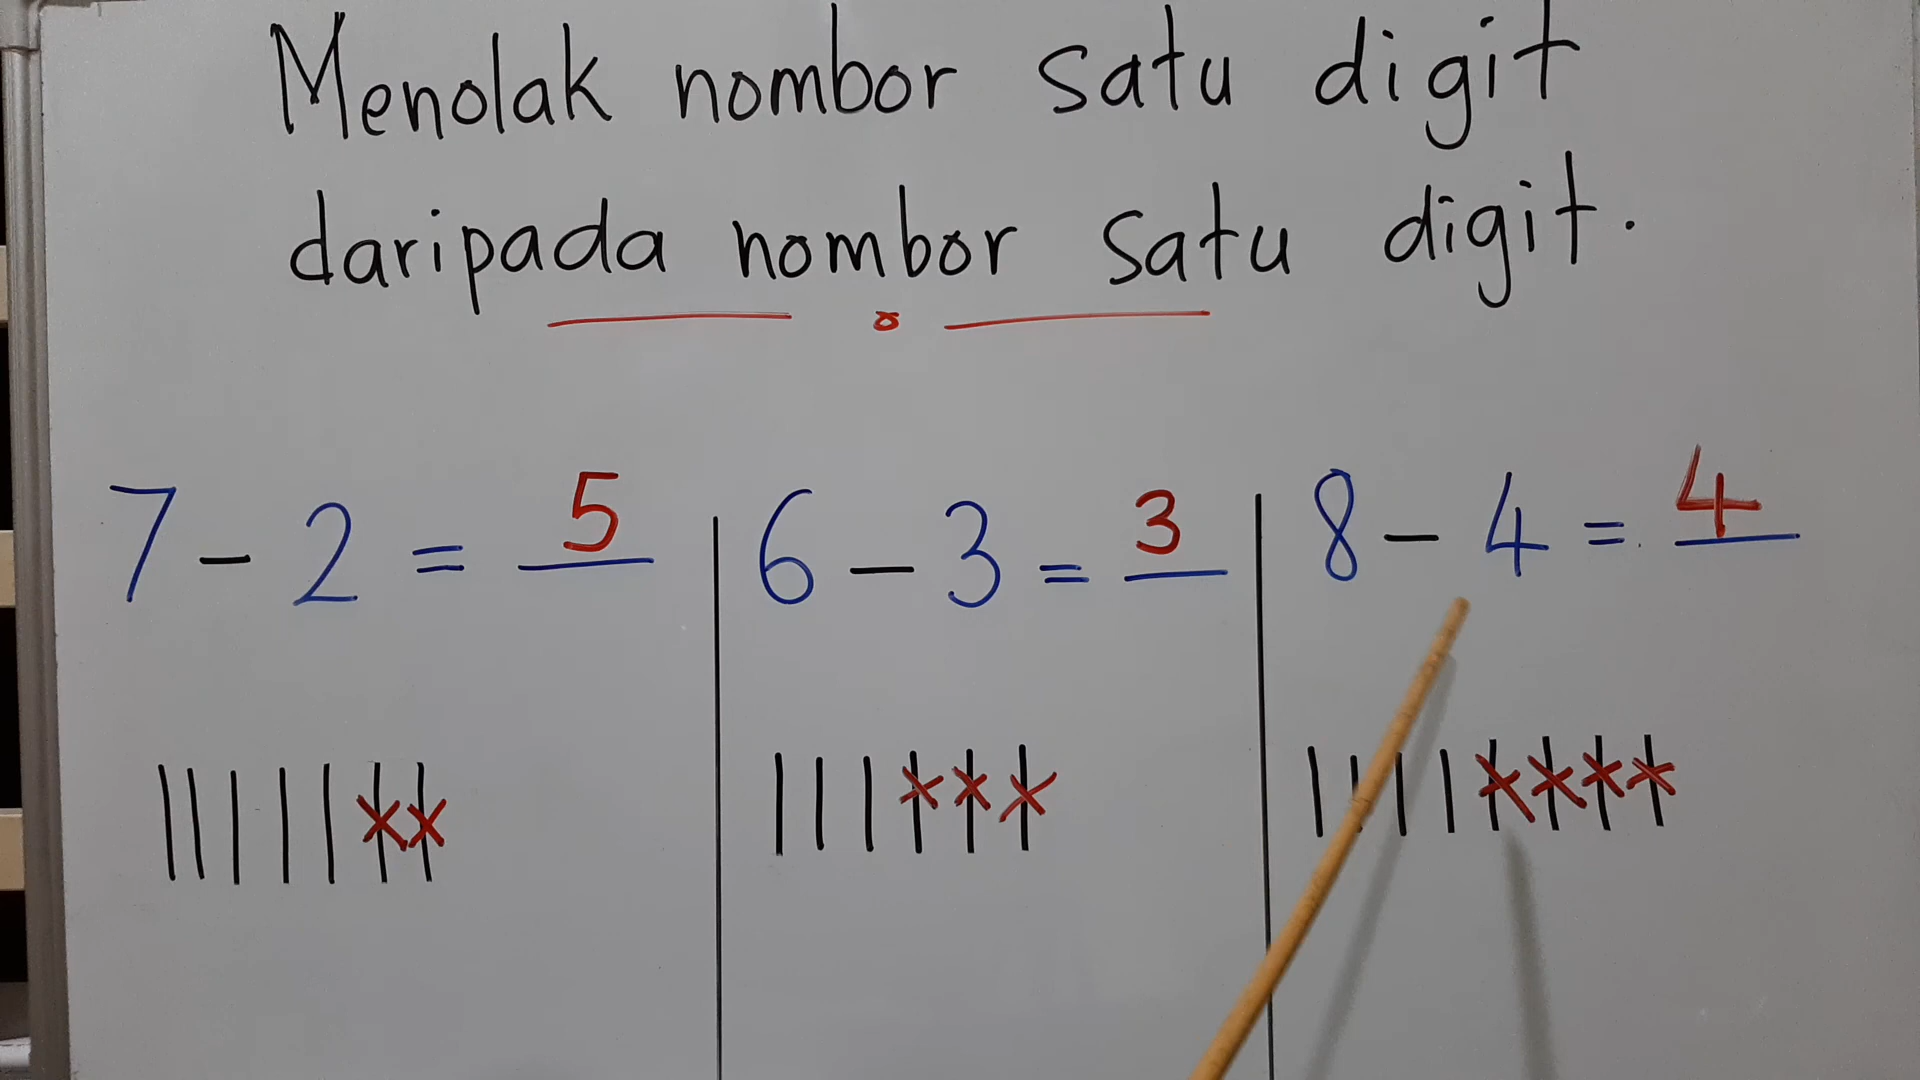 Menolak nombor satu digit
daripada nombor satu digit.
7 - 2 = 5
6 - 3 = 3
8 - 4 = 4